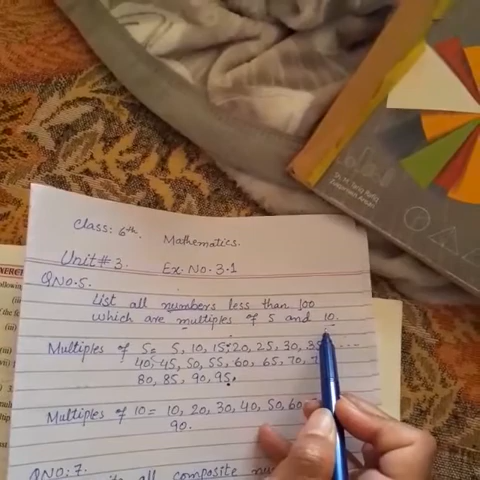 Class: 6th.
Mathematics.
Unit # 3.
Ex. No. 3.1
QNO.5.
List all numbers less than 100
which are multiples of 5 and 10.
Multiples of 5 = 5, 10, 15, 20, 25, 30, 35
40, 45, 50, 55, 60, 65, 70,
80, 85, 90, 95.
Multiples of 10 = 10, 20, 30, 40, 50, 60
90.
QNO:7.
all composite